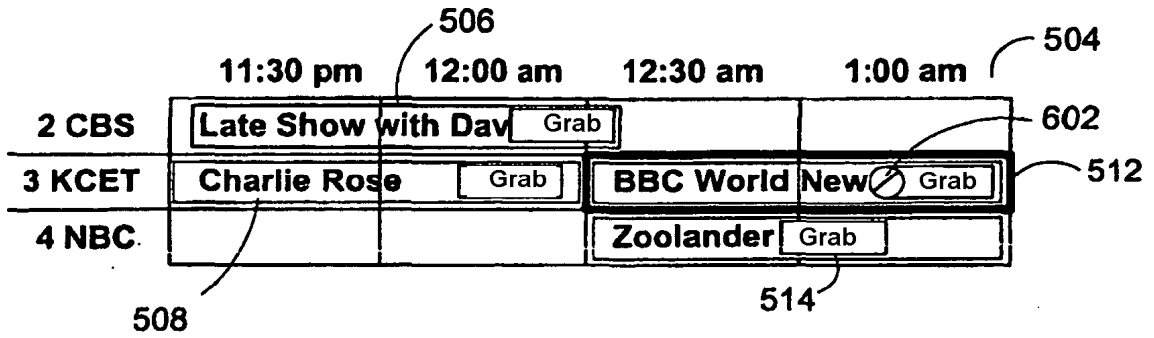 506
504
11:30 pm 12:00 am 12:30 am 1:00 am
2 CBS Late Show with Dav Grab
602
3 KCET Charlie Rose Grab BBC World New Grab 512
4 NBC. Zoolander Grab
508 514